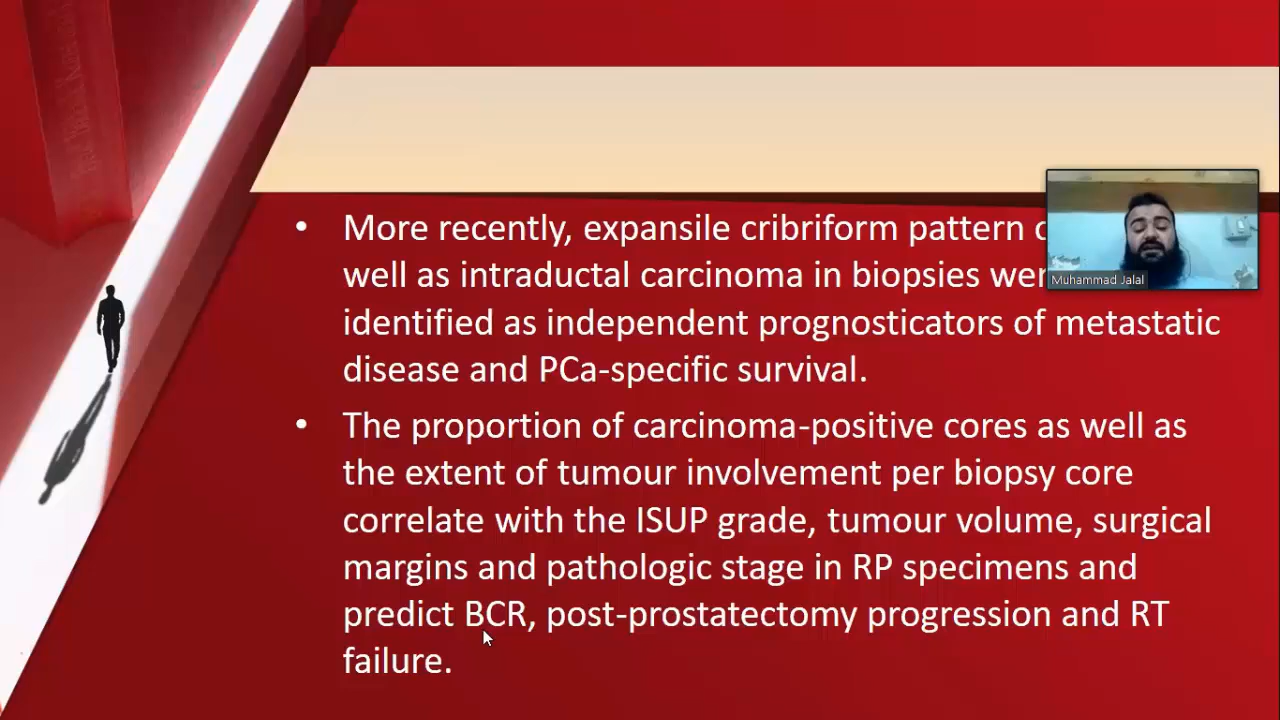 • More recently, expansile cribriform pattern
well as intraductal carcinoma in biopsies
identified as independent prognosticators of metastatic
disease and PCa-specific survival.
• The proportion of carcinoma-positive cores as well as
the extent of tumour involvement per biopsy core
correlate with the ISUP grade, tumour volume, surgical
margins and pathologic stage in RP specimens and
predict BCR, post-prostatectomy progression and RT
failure.
Muhammad Jalal